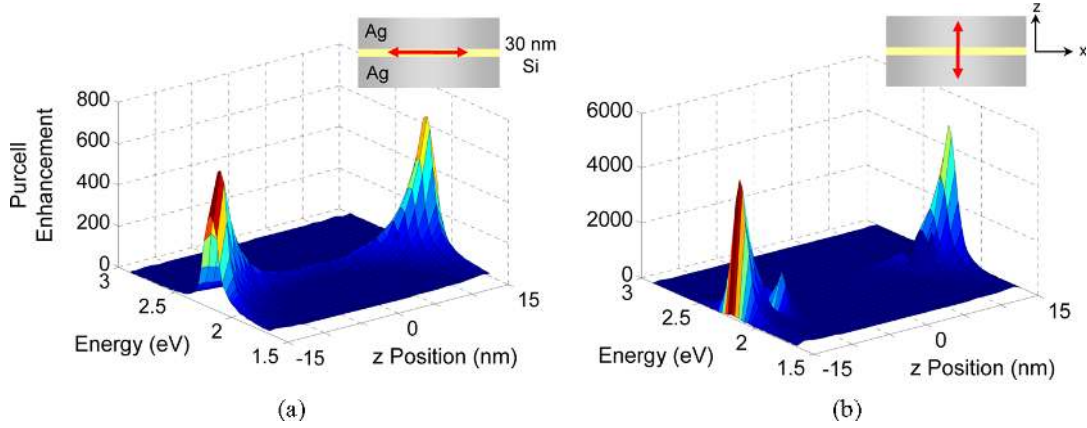 Ag
30 nm
Ag
Si
z
x
800
600
400
200
0
Purcell
Enhancement
3
2.5
2
1.5
Energy (eV)
-15
0
15
z Position (nm)
(a)
6000
4000
2000
0
3
2.5
2
1.5
Energy (eV)
-15
0
15
z Position (nm)
(b)